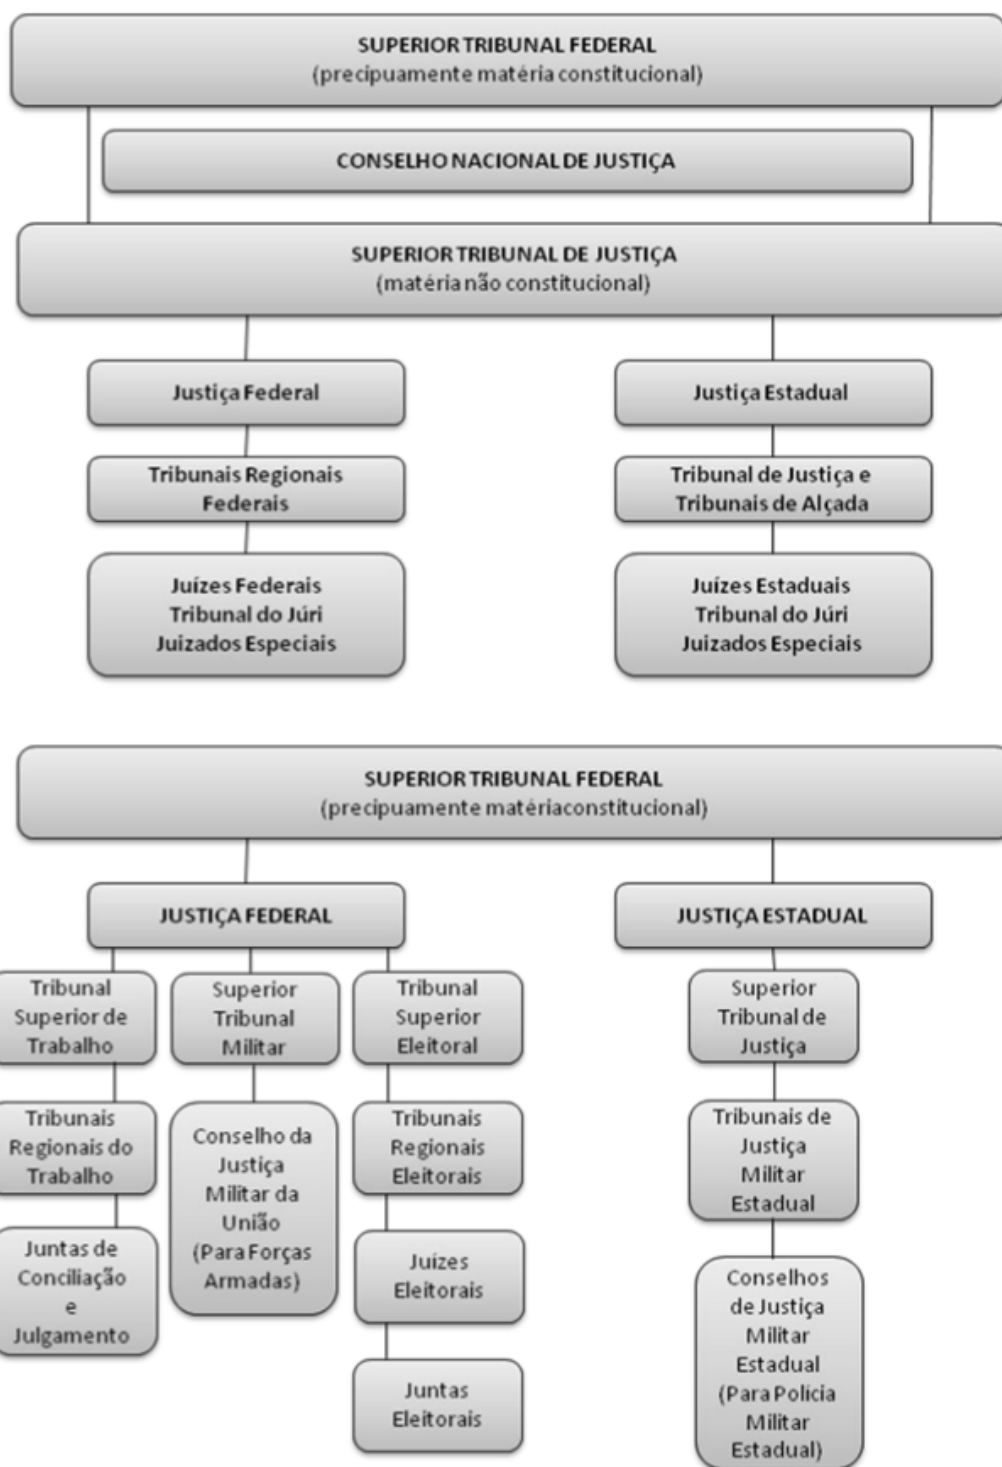 SUPERIOR TRIBUNAL FEDERAL
(precipuamente matéria constitucional)
CONSELHO NACIONAL DE JUSTIÇA
SUPERIOR TRIBUNAL DE JUSTIÇA
(matéria não constitucional)
Justiça Federal
Tribunais Regionais
Federais
Juízes Federais
Tribunal do Júri
Juizados Especiais
Justiça Estadual
Tribunal de Justiça e
Tribunais de Alçada
Juízes Estaduais
Tribunal do Júri
Juizados Especiais
SUPERIOR TRIBUNAL FEDERAL
(precipuamente matériaconstitucional)
JUSTIÇA FEDERAL
Tribunal
Superior de
Trabalho
Tribunais
Regionais do
Trabalho
Juntas de
Conciliação
e
Julgamento
Superior
Tribunal
Militar
Conselho da
Justiça
Militar da
União
(Para Forças
Armadas)
Tribunal
Superior
Eleitoral
Tribunais
Regionais
Eleitorais
Juízes
Eleitorais
Juntas
Eleitorais
JUSTIÇA ESTADUAL
Superior
Tribunal de
Justiça
Tribunais de
Justiça
Militar
Estadual
Conselhos
de Justiça
Militar
Estadual
(Para Polícia
Militar
Estadual)